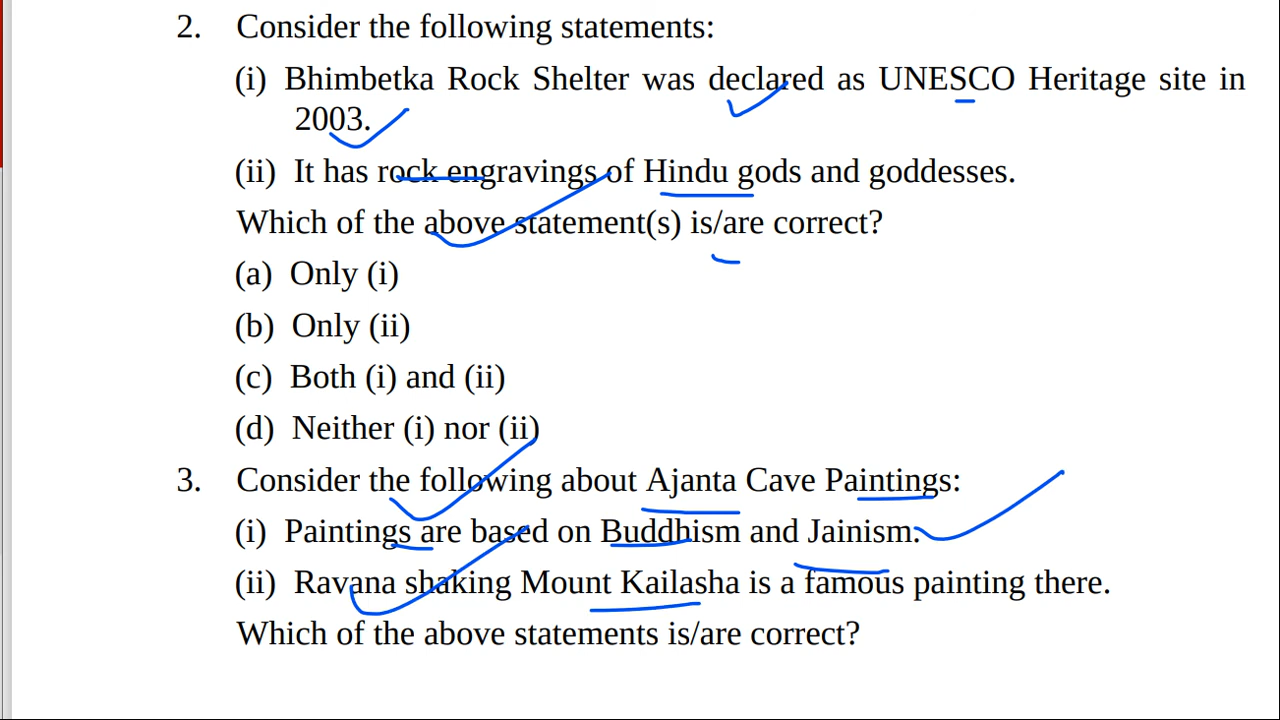 2. Consider the following statements:
(i) Bhimbetka Rock Shelter was declared as UNESCO Heritage site in
2003.
(ii) It has rock engravings of Hindu gods and goddesses.
Which of the above statement(s) is/are correct?
(a) Only (i)
(b) Only (ii)
(c) Both (i) and (ii)
(d) Neither (i) nor (ii)
3. Consider the following about Ajanta Cave Paintings:
(i) Paintings are based on Buddhism and Jainism.
(ii) Ravana shaking Mount Kailasha is a famous painting there.
Which of the above statements is/are correct?